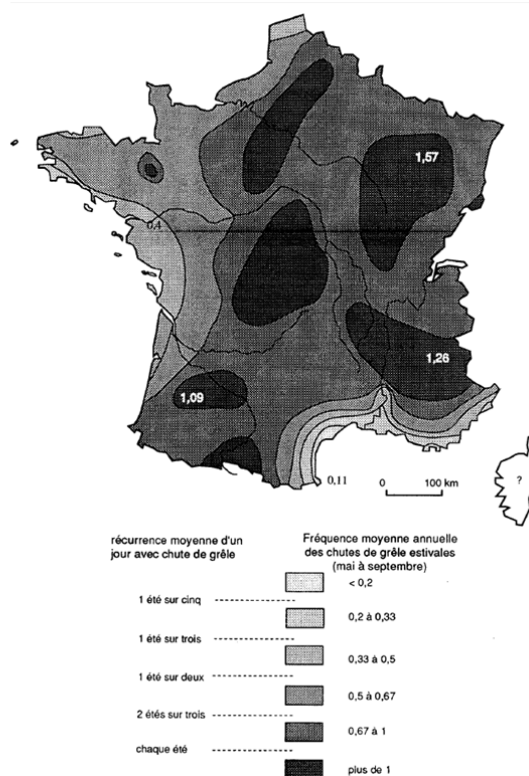 1,57
0,4
1,26
1,09
0,11
0 100 km
?
récurrence moyenne d'un
jour avec chute de grêle
Fréquence moyenne annuelle
des chutes de grêle estivales
(mai à septembre)
< 0,2
1 été sur cinq
0,2 à 0,33
1 été sur trois
0,33 à 0,5
1 été sur deux
0,5 à 0,67
2 étés sur trois
0,67 à 1
chaque été
plus de 1